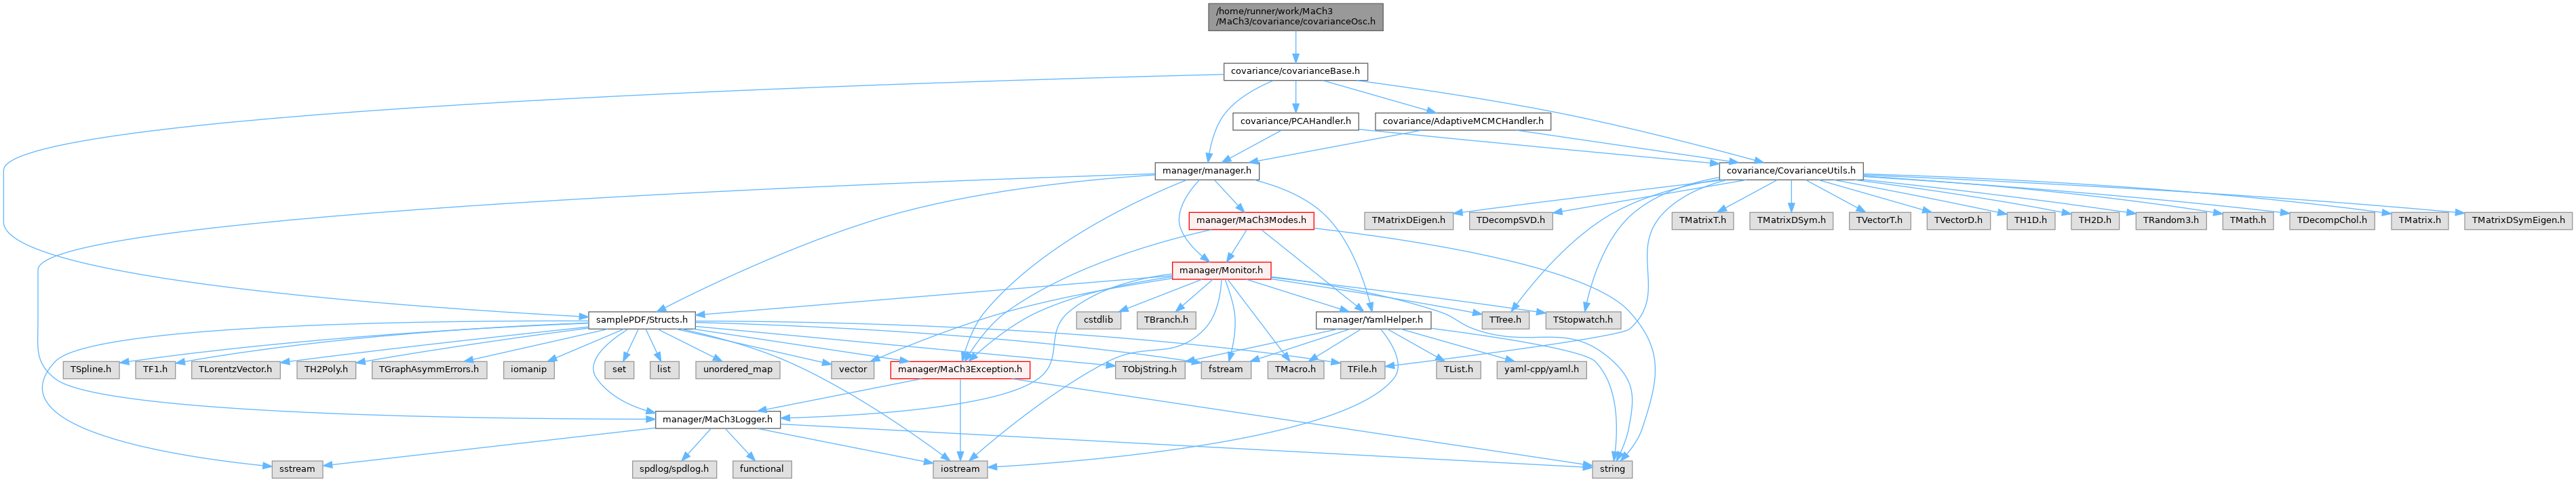 /home/runner/work/MaCh3
/MaCh3/covariance/covarianceOsc.h
covariance/covarianceBase.h
covariance/PCAHandler.h
covariance/AdaptiveMCMCHandler.h
manager/manager.h
covariance/CovarianceUtils.h
manager/MaCh3Modes.h
TMatrixDEigen.h
TDecompSVD.h
TMatrixT.h
TMatrixDSym.h
TVectorT.h
TVectorD.h
TH1D.h
TH2D.h
TRandom3.h
TMath.h
TDecompChol.h
TMatrix.h
TMatrixDSymEigen.h
manager/Monitor.h
samplePDF/Structs.h
cstdlib
TBranch.h
manager/YamlHelper.h
TTree.h
TStopwatch.h
TSpline.h
TF1.h
TLorentzVector.h
TH2Poly.h
TGraphAsymmErrors.h
iomanip
set
list
unordered_map
vector
manager/MaCh3Exception.h
TObjString.h
fstream
TMacro.h
TFile.h
TList.h
yaml-cpp/yaml.h
manager/MaCh3Logger.h
sstream
spdlog/spdlog.h
functional
iostream
string